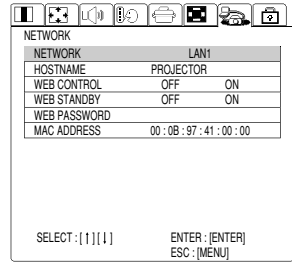 NETWORK
NETWORK LAN1
HOSTNAME PROJECTOR
WEB CONTROL OFF ON
WEB STANDBY OFF ON
WEB PASSWORD
MAC ADDRESS 00 : 0B : 97 : 41 : 00 : 00
SELECT : [ ↑ ] [ ↓ ] ENTER : [ENTER]
ESC : [MENU]